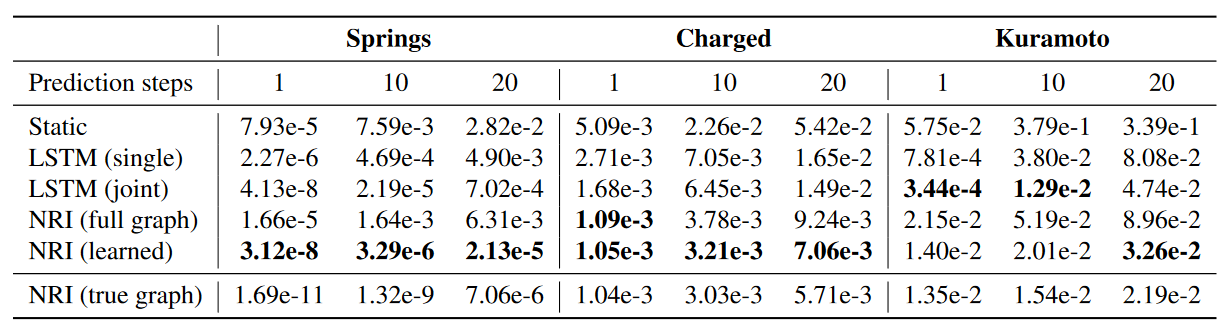 Springs Charged Kuramoto
Prediction steps 1 10 20 1 10 20 1 10 20
Static 7.93e-5 7.59e-3 2.82e-2 5.09e-3 2.26e-2 5.42e-2 5.75e-2 3.79e-1 3.39e-1
LSTM (single) 2.27e-6 4.69e-4 4.90e-3 2.71e-3 7.05e-3 1.65e-2 7.81e-4 3.80e-2 8.08e-2
LSTM (joint) 4.13e-8 2.19e-5 7.02e-4 1.68e-3 6.45e-3 1.49e-2 3.44e-4 1.29e-2 4.74e-2
NRI (full graph) 1.66e-5 1.64e-3 6.31e-3 1.09e-3 3.78e-3 9.24e-3 2.15e-2 5.19e-2 8.96e-2
NRI (learned) 3.12e-8 3.29e-6 2.13e-5 1.05e-3 3.21e-3 7.06e-3 1.40e-2 2.01e-2 3.26e-2
NRI (true graph) 1.69e-11 1.32e-9 7.06e-6 1.04e-3 3.03e-3 5.71e-3 1.35e-2 1.54e-2 2.19e-2